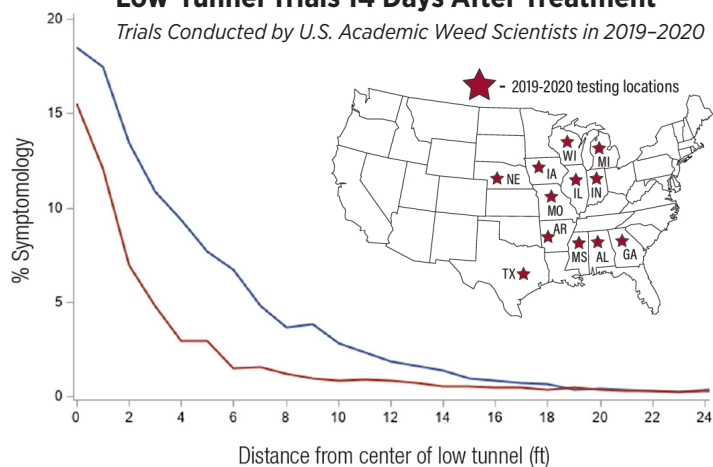 Low Tunnel Trials 14 Days After Treatment
Trials Conducted by U.S. Academic Weed Scientists in 2019–2020
- 2019-2020 testing locations
WI
MI
NE
IA
IL
IN
MO
AR
MS
AL
GA
TX
% Symptomology
20
15
10
5
0
0 2 4 6 8 10 12 14 16 18 20 22 24
Distance from center of low tunnel (ft)